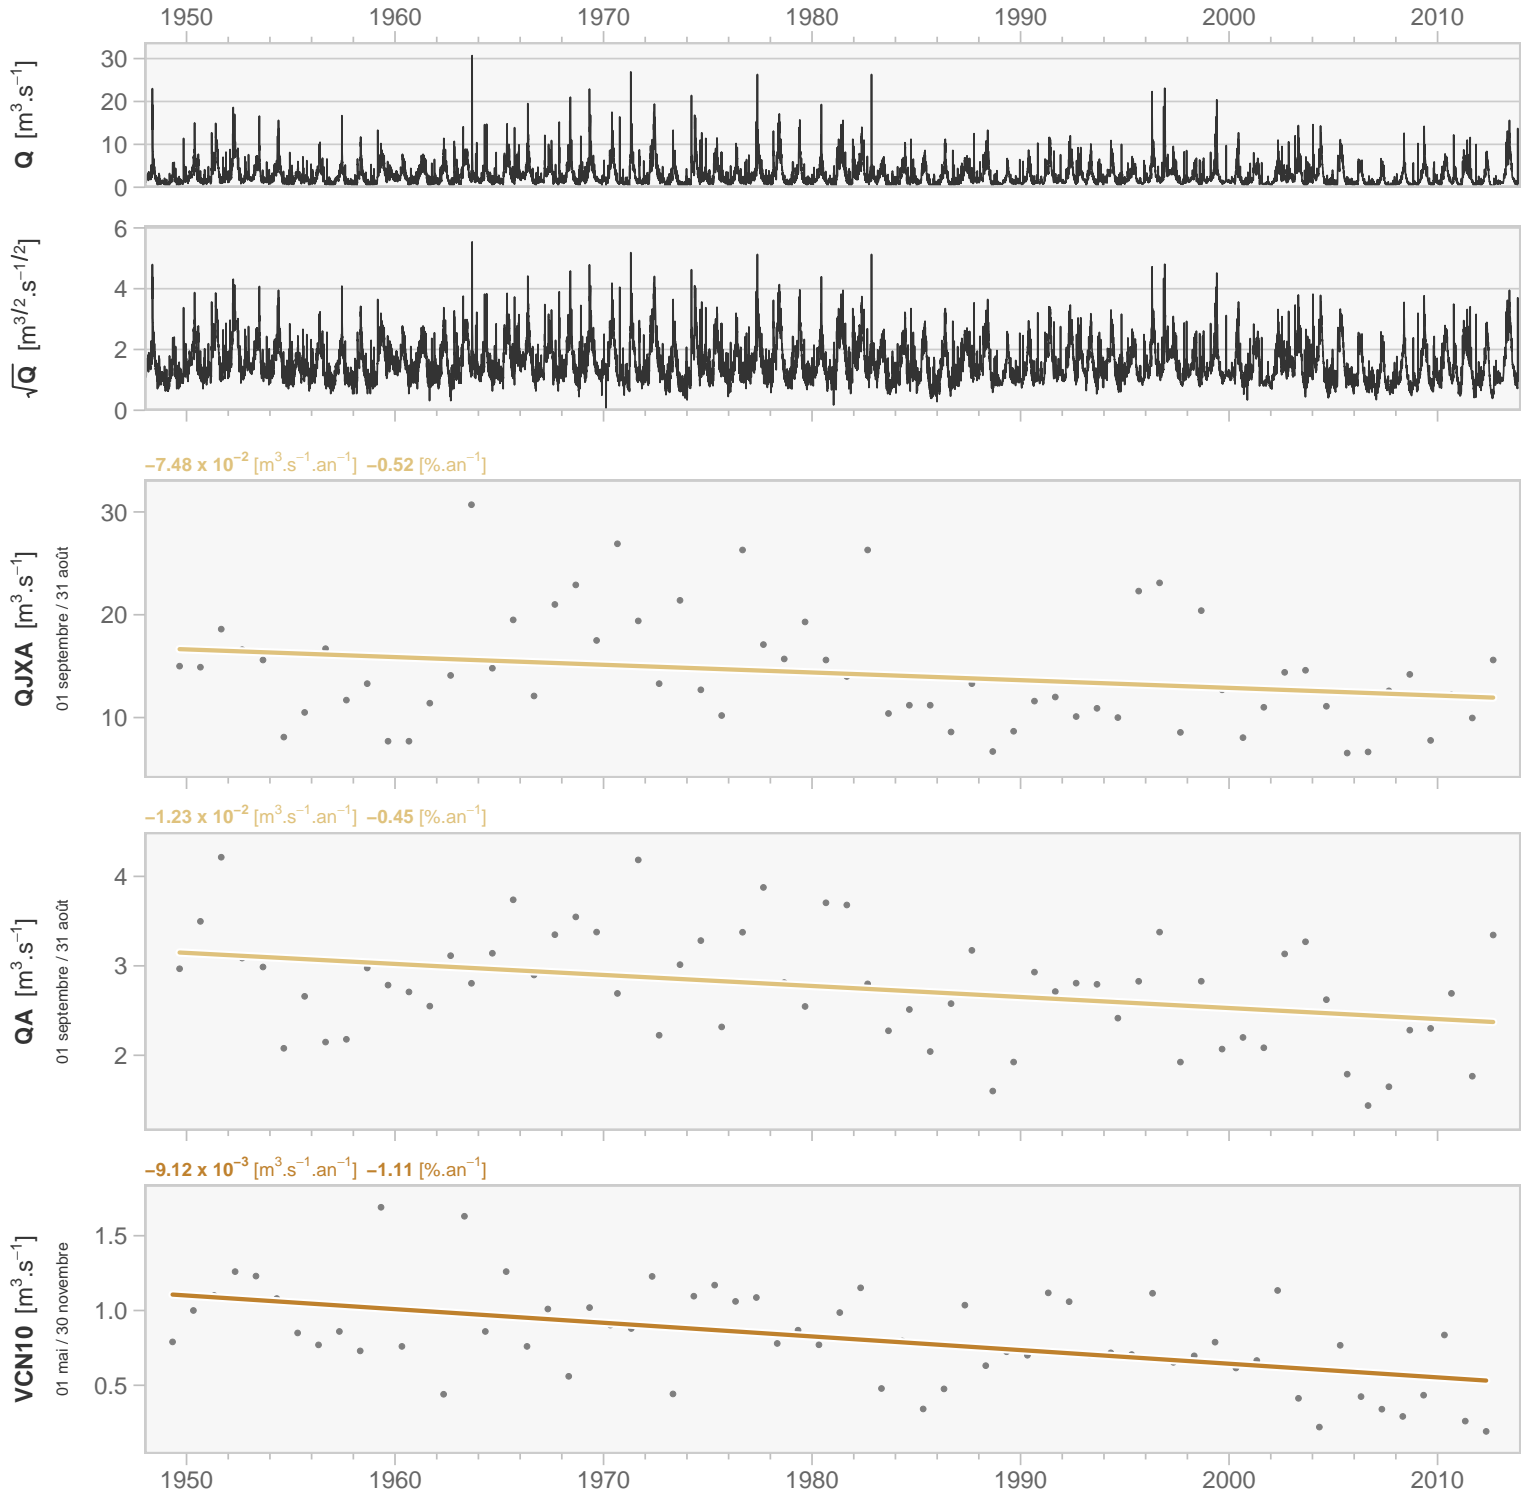 1950 1960 1970 1980 1990 2000 2010
Q [m³.s⁻¹]
30
20
10
0
√Q [m³/².s⁻¹/²]
6
4
2
0
−7.48 x 10⁻² [m³.s⁻¹.an⁻¹] −0.52 [%.an⁻¹]
QJXA [m³.s⁻¹]
01 septembre / 31 août
30
20
10
−1.23 x 10⁻² [m³.s⁻¹.an⁻¹] −0.45 [%.an⁻¹]
QA [m³.s⁻¹]
01 septembre / 31 août
4
3
2
−9.12 x 10⁻³ [m³.s⁻¹.an⁻¹] −1.11 [%.an⁻¹]
VCN10 [m³.s⁻¹]
01 mai / 30 novembre
1.5
1.0
0.5
1950 1960 1970 1980 1990 2000 2010